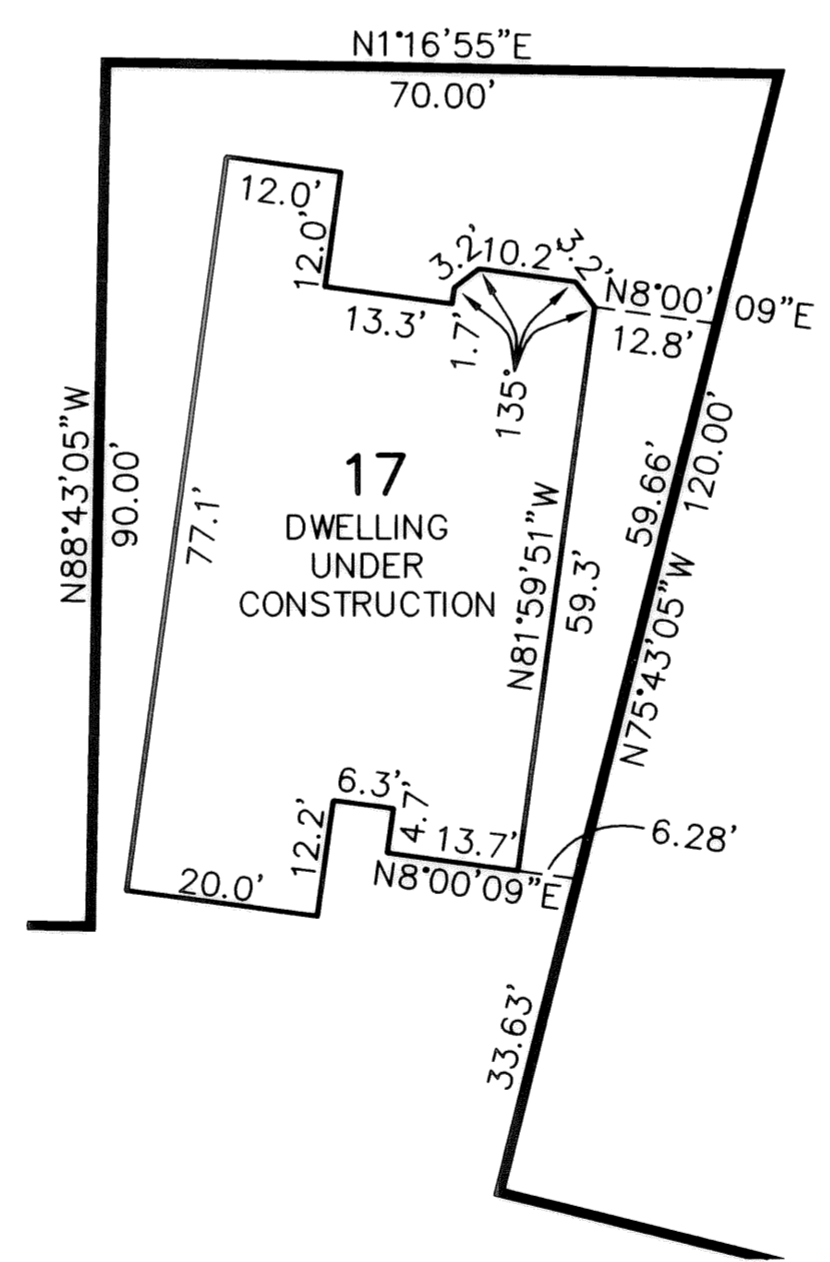 N1°16'55"E
70.00'
12.0'
12.0'
13.3'
3.2'
10.2'
3.2'
1.7'
135°
N8°00'09"E
12.8'
N88°43'05"W
90.00'
77.1'
17
DWELLING
UNDER
CONSTRUCTION
N81°59'51"W
59.3'
59.66'
120.00'
N75°43'05"W
6.3'
4.7'
12.2'
13.7'
N8°00'09"E
6.28'
20.0'
33.63'